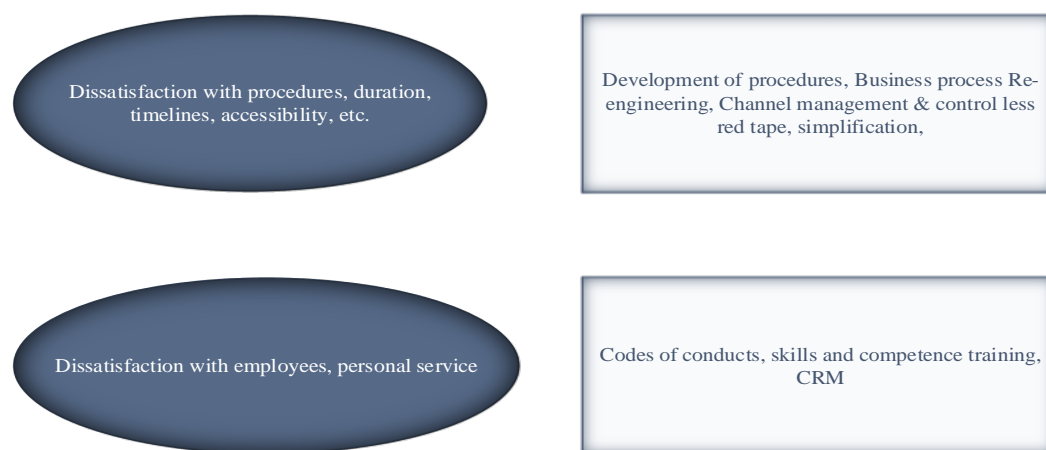 Dissatisfaction with procedures, duration,
timelines, accessibility, etc.
Development of procedures, Business process Re-
engineering, Channel management & control less
red tape, simplification,
Dissatisfaction with employees, personal service
Codes of conducts, skills and competence training,
CRM